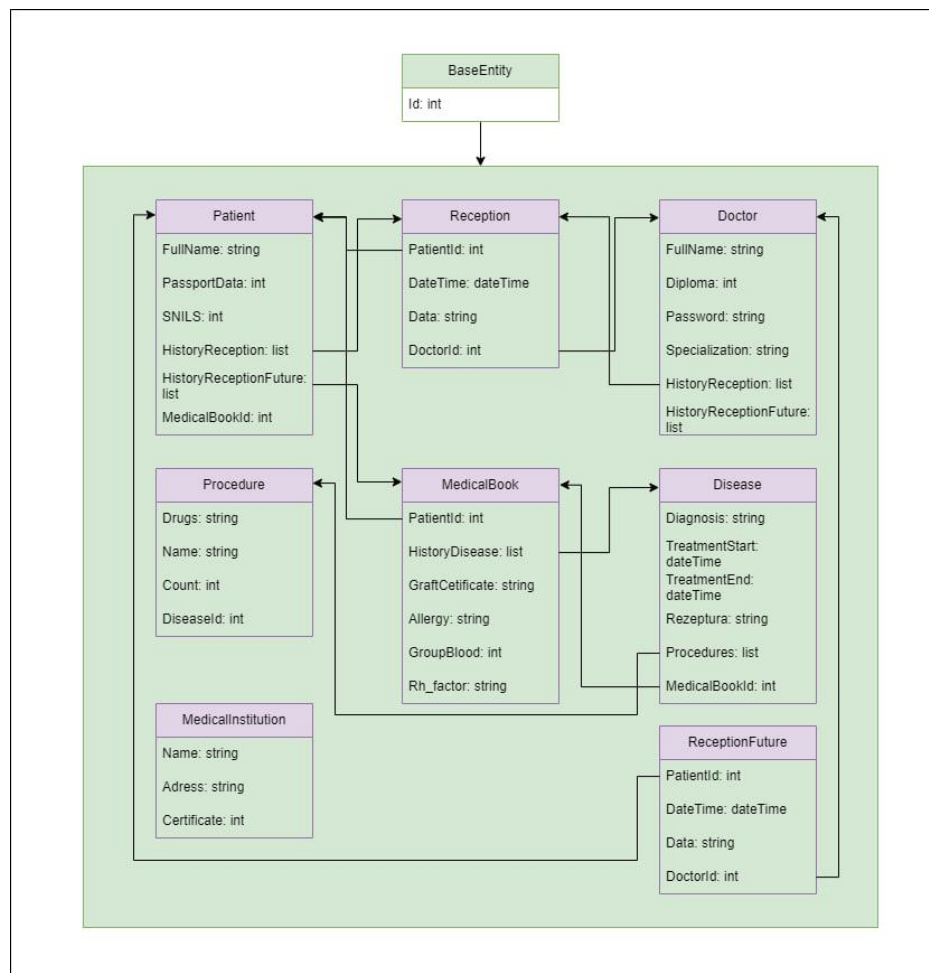 BaseEntity
Id: int
Patient
FullName: string
PassportData: int
SNILS: int
HistoryReception: list
HistoryReceptionFuture:
list
MedicalBookId: int
Reception
PatientId: int
DateTime: dateTime
Data: string
DoctorId: int
Doctor
FullName: string
Diploma: int
Password: string
Specialization: string
HistoryReception: list
HistoryReceptionFuture:
list
Procedure
Drugs: string
Name: string
Count: int
DiseaseId: int
MedicalBook
PatientId: int
HistoryDisease: list
GraftCetificate: string
Allergy: string
GroupBlood: int
Rh_factor: string
Disease
Diagnosis: string
TreatmentStart:
dateTime
TreatmentEnd:
dateTime
Rezeptura: string
Procedures: list
MedicalBookId: int
MedicalInstitution
Name: string
Adress: string
Certificate: int
ReceptionFuture
PatientId: int
DateTime: dateTime
Data: string
DoctorId: int